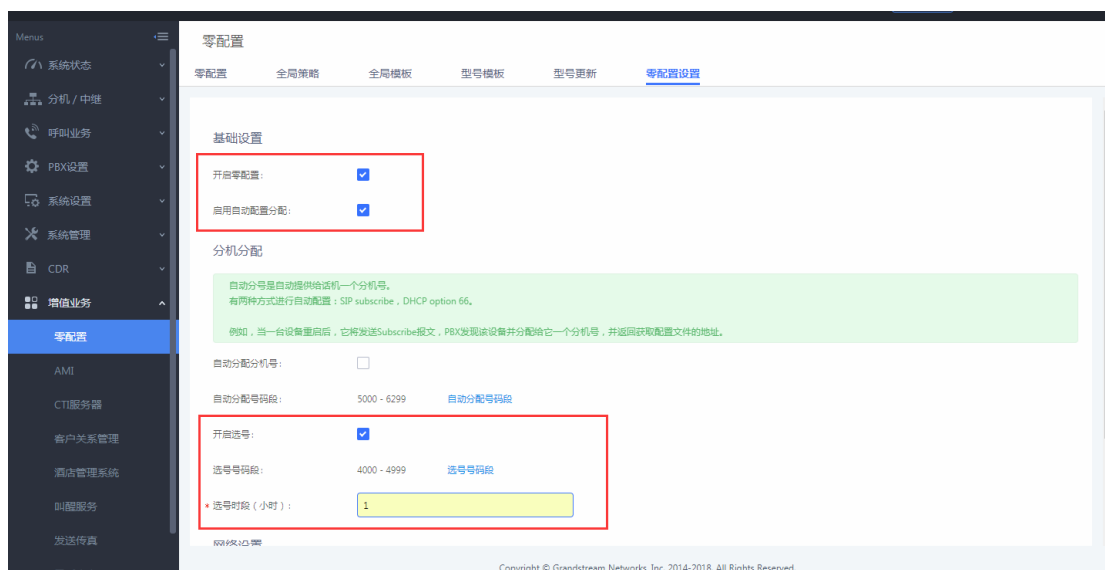 Menus
系统状态
分机 / 中继
呼叫业务
PBX设置
系统设置
系统管理
CDR
增值业务
零配置
AMI
CTI服务器
客户关系管理
酒店管理系统
叫醒服务
发送传真
零配置
零配置 全局策略 全局模板 型号模板 型号更新 零配置设置
基础设置
开启零配置：
启用自动配置分配：
分机分配
自动分号是自动提供给话机一个分机号。
有两种方式进行自动配置：SIP subscribe，DHCP option 66。
例如，当一台设备重启后，它将发送Subscribe报文，PBX发现该设备并分配给它一个分机号，并返回获取配置文件的地址。
自动分配分机号：
自动分配号码段： 5000 - 6299 自动分配号码段
开启选号：
选号号码段： 4000 - 4999 选号号码段
* 选号时段（小时）： 1
网络设置
Copyright © Grandstream Networks, Inc. 2014-2018. All Rights Reserved.